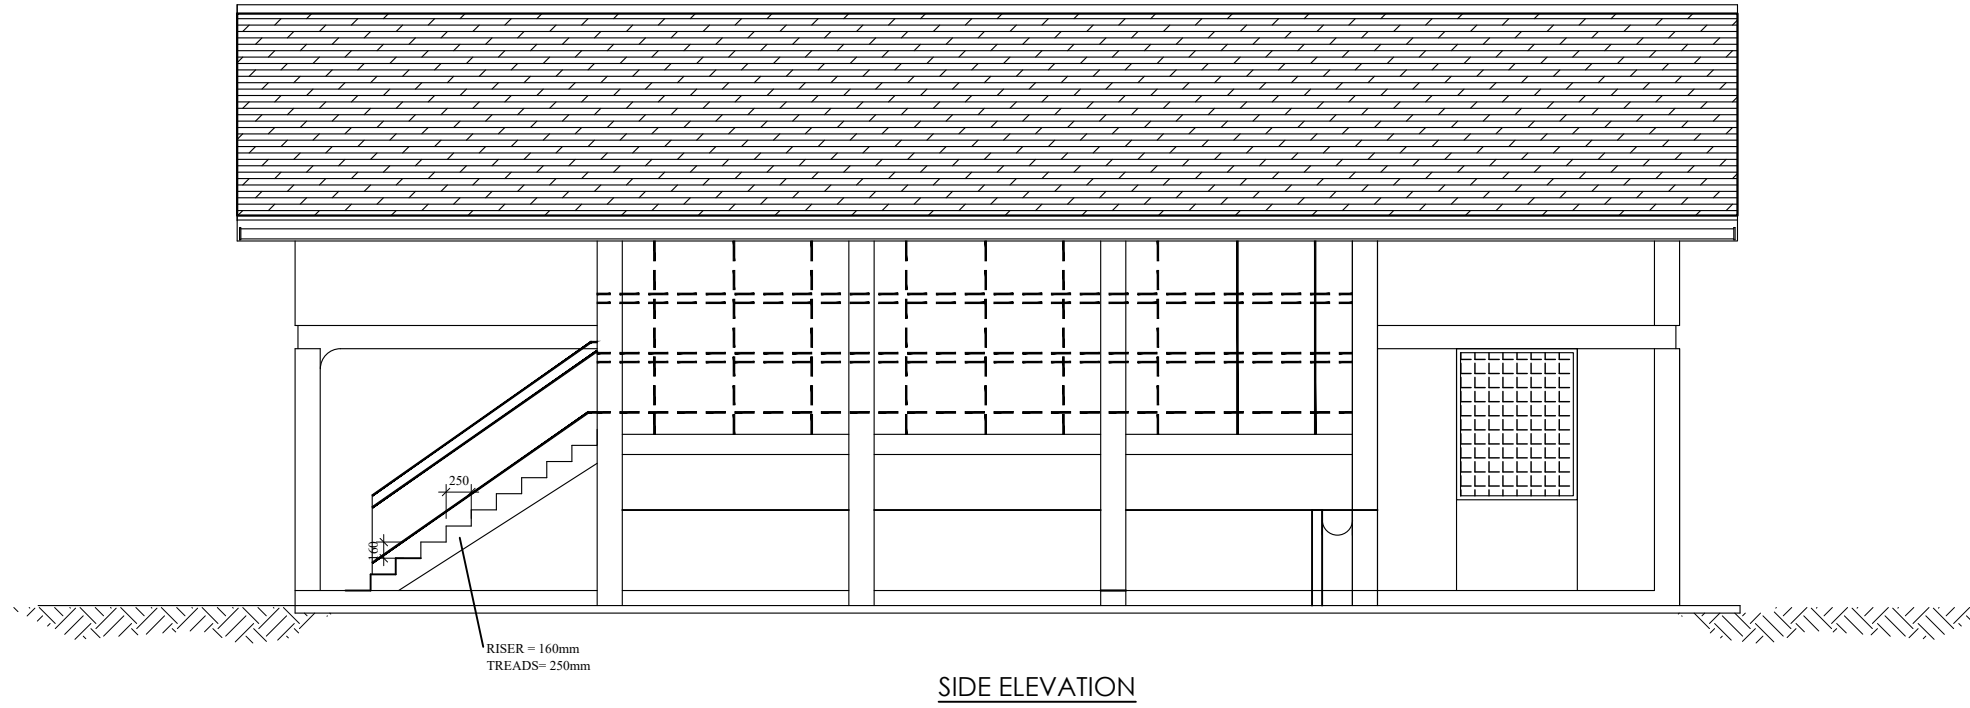 250
160
RISER = 160mm
TREADS= 250mm
SIDE ELEVATION